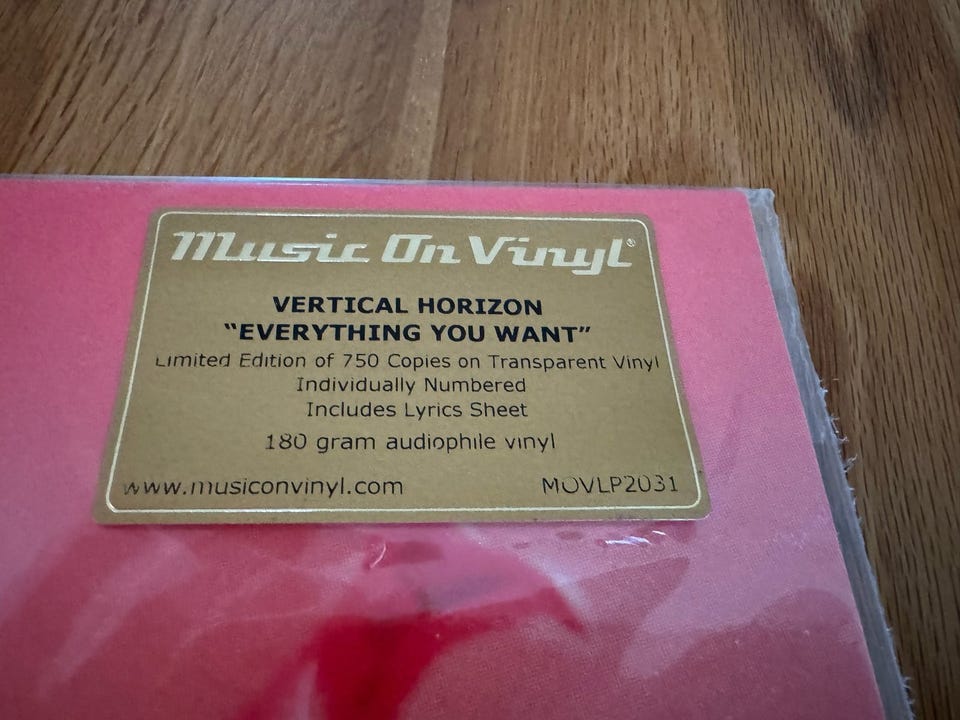 Music On Vinyl®
VERTICAL HORIZON
"EVERYTHING YOU WANT"
Limited Edition of 750 Copies on Transparent Vinyl
Individually Numbered
Includes Lyrics Sheet
180 gram audiophile vinyl
www.musiconvinyl.com MOVLP2031